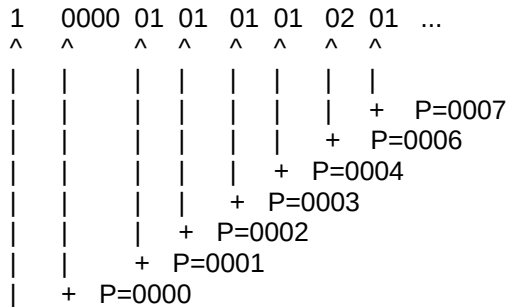 1 0000 01 01 01 01 02 01 ...
^ ^ ^ ^ ^ ^ ^ ^
| | | | | | | |
| | | | | | | + P=0007
| | | | | | + P=0006
| | | | | + P=0004
| | | | + P=0003
| | | + P=0002
| | + P=0001
| + P=0000